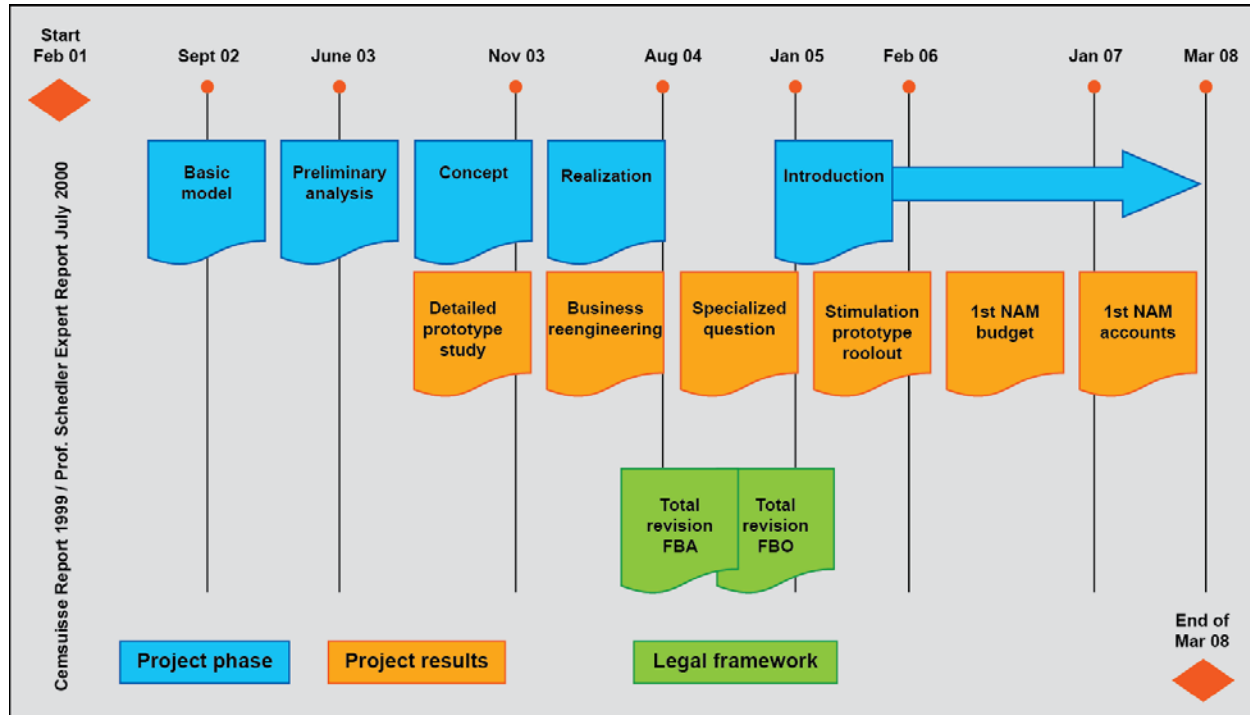 Start
Feb 01
Sept 02
June 03
Nov 03
Aug 04
Jan 05
Feb 06
Jan 07
Mar 08
Cemsuisse Report 1999 / Prof. Schedler Expert Report July 2000
Basic
model
Preliminary
analysis
Concept
Realization
Introduction
Detailed
prototype
study
Business
reengineering
Specialized
question
Stimulation
prototype
roolout
1st NAM
budget
1st NAM
accounts
Total
revision
FBA
Total
revision
FBO
Project phase
Project results
Legal framework
End of
Mar 08